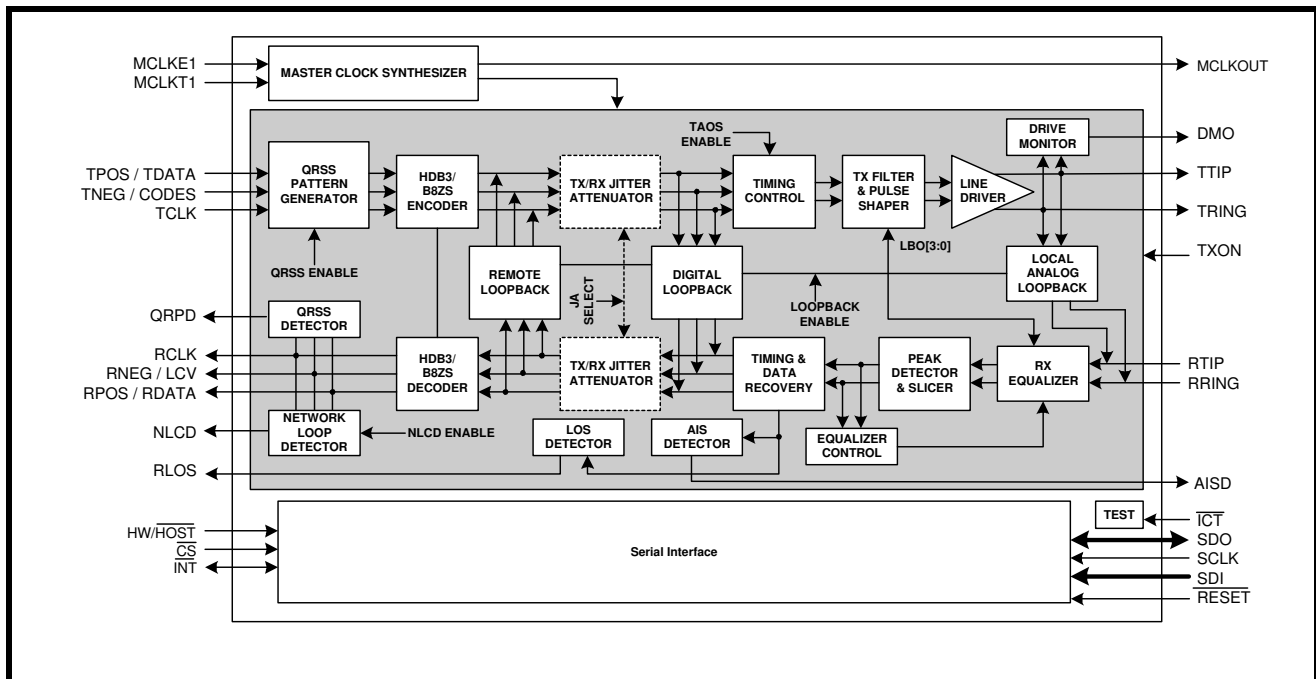 MCLKE1
MCLKT1
MASTER CLOCK SYNTHESIZER
MCLKOUT
TAOS
ENABLE
DRIVE
MONITOR
DMO
TPOS / TDATA
TNEG / CODES
TCLK
QRSS
PATTERN
GENERATOR
HDB3/
B8ZS
ENCODER
TX/RX JITTER
ATTENUATOR
TIMING
CONTROL
TX FILTER
& PULSE
SHAPER
LINE
DRIVER
TTIP
TRING
QRSS ENABLE
REMOTE
LOOPBACK
JA
SELECT
DIGITAL
LOOPBACK
LOOPBACK
ENABLE
LBO[3:0]
LOCAL
ANALOG
LOOPBACK
TXON
QRPD
RCLK
RNEG / LCV
RPOS / RDATA
NLCD
RLOS
QRSS
DETECTOR
NETWORK
LOOP
DETECTOR
NLCD ENABLE
HDB3/
B8ZS
DECODER
TX/RX JITTER
ATTENUATOR
LOS
DETECTOR
AIS
DETECTOR
TIMING &
DATA
RECOVERY
PEAK
DETECTOR
& SLICER
EQUALIZER
CONTROL
RX
EQUALIZER
RTIP
RRING
AISD
HW/HOST
CS
INT
Serial Interface
TEST
ICT
SDO
SCLK
SDI
RESET